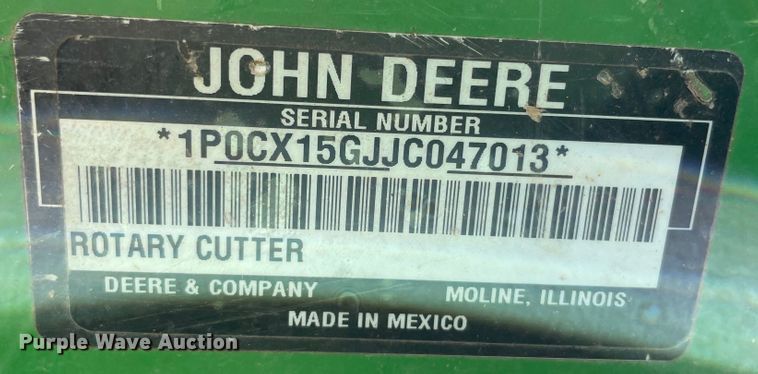 JOHN DEERE
SERIAL NUMBER
*1P0CX15GJJC047013*
ROTARY CUTTER
DEERE & COMPANY MOLINE, ILLINOIS
MADE IN MEXICO
Purple Wave Auction